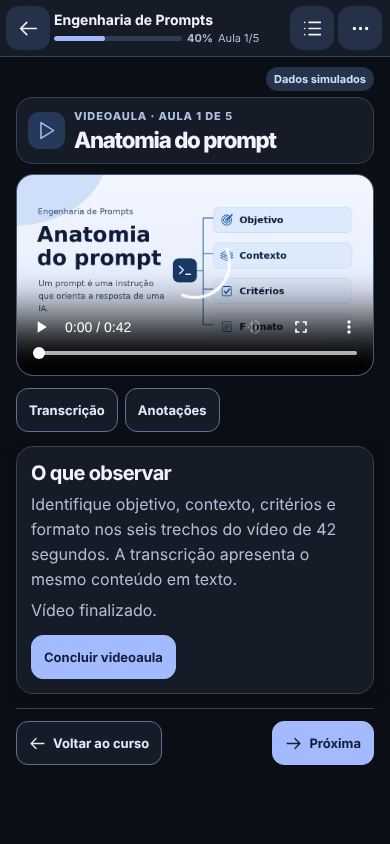 Engenharia de Prompts
40% Aula 1/5
Dados simulados
VIDEOAULA · AULA 1 DE 5
Anatomia do prompt
Engenharia de Prompts
Anatomia
do prompt
Um prompt é uma instrução
que orienta a resposta de uma
IA.
Objetivo
Contexto
Critérios
Formato
0:00 / 0:42
Transcrição
Anotações
O que observar
Identifique objetivo, contexto, critérios e
formato nos seis trechos do vídeo de 42
segundos. A transcrição apresenta o
mesmo conteúdo em texto.
Vídeo finalizado.
Concluir videoaula
Voltar ao curso
Próxima